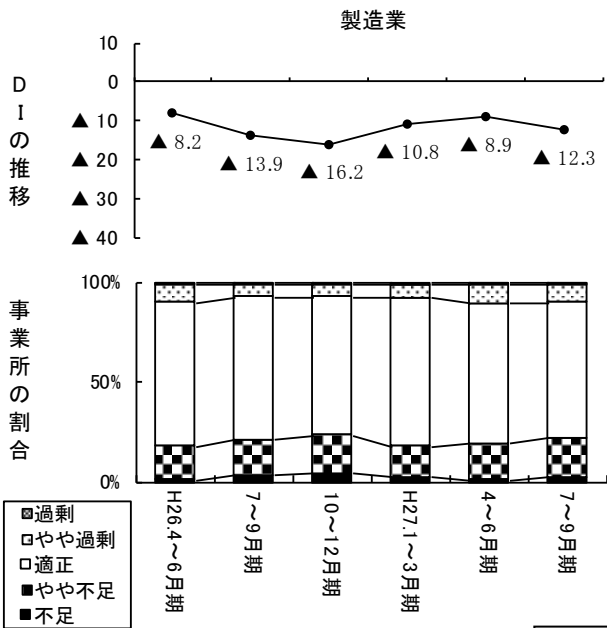 製造業
DIの推移
10
0
▲ 10
▲ 20
▲ 30
▲ 40
▲ 8.2
▲ 13.9
▲ 16.2
▲ 10.8
▲ 8.9
▲ 12.3
事業所の割合
100%
50%
0%
H26.4～6月期
7～9月期
10～12月期
H27.1～3月期
4～6月期
7～9月期
過剰
やや過剰
適正
やや不足
不足